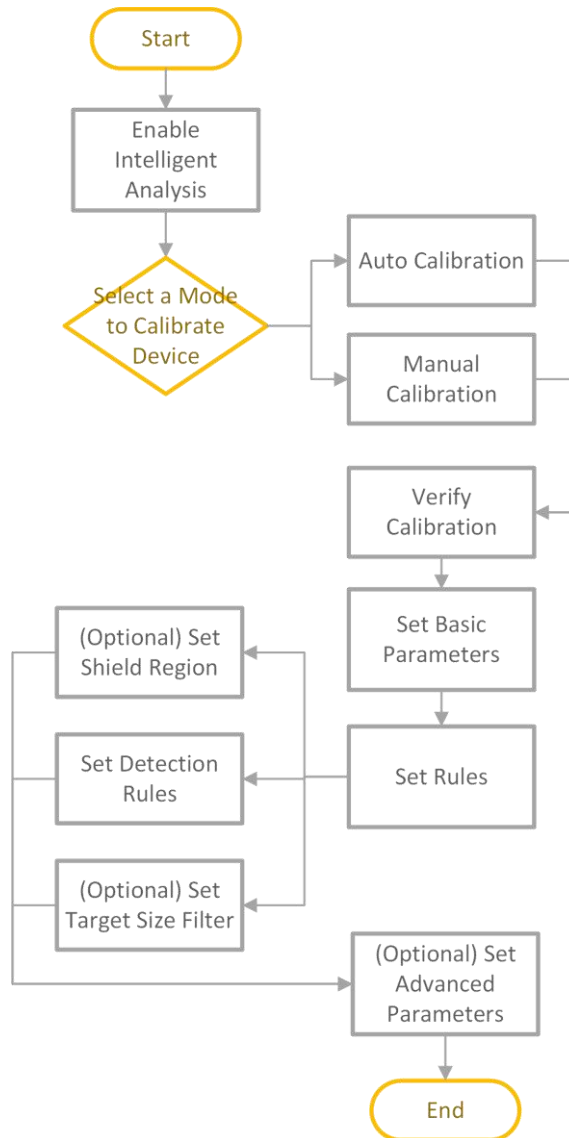 Start
Enable
Intelligent
Analysis
Select a Mode
to Calibrate
Device
Auto Calibration
Manual
Calibration
Verify
Calibration
Set Basic
Parameters
Set Rules
(Optional) Set
Shield Region
Set Detection
Rules
(Optional) Set
Target Size Filter
(Optional) Set
Advanced
Parameters
End